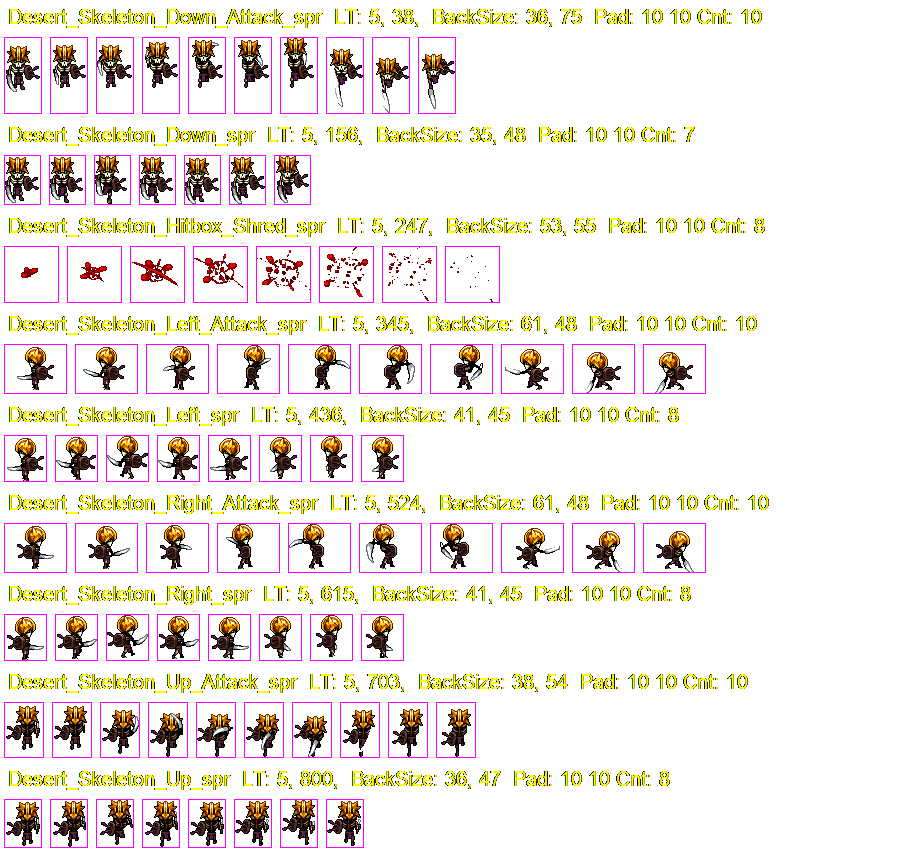 Desert_Skeleton_Down_Attack_spr LT: 5, 38, BackSize: 36, 75 Pad: 10 10 Cnt: 10
Desert_Skeleton_Down_spr LT: 5, 156, BackSize: 35, 48 Pad: 10 10 Cnt: 7
Desert_Skeleton_Hitbox_Shred_spr LT: 5, 247, BackSize: 53, 55 Pad: 10 10 Cnt: 8
Desert_Skeleton_Left_Attack_spr LT: 5, 345, BackSize: 61, 48 Pad: 10 10 Cnt: 10
Desert_Skeleton_Left_spr LT: 5, 436, BackSize: 41, 45 Pad: 10 10 Cnt: 8
Desert_Skeleton_Right_Attack_spr LT: 5, 524, BackSize: 61, 48 Pad: 10 10 Cnt: 10
Desert_Skeleton_Right_spr LT: 5, 615, BackSize: 41, 45 Pad: 10 10 Cnt: 8
Desert_Skeleton_Up_Attack_spr LT: 5, 703, BackSize: 38, 54 Pad: 10 10 Cnt: 10
Desert_Skeleton_Up_spr LT: 5, 800, BackSize: 36, 47 Pad: 10 10 Cnt: 8